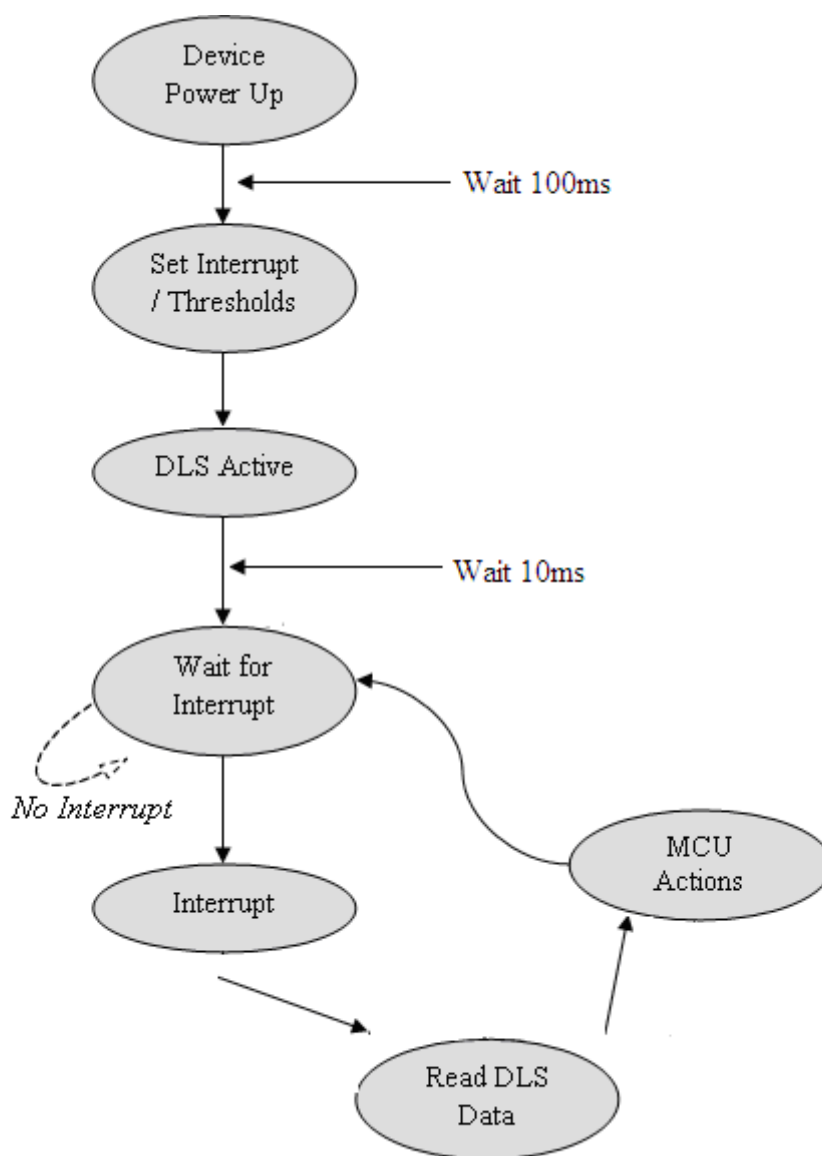 Device
Power Up
Wait 100ms
Set Interrupt
/ Thresholds
DLS Active
Wait 10ms
Wait for
Interrupt
No Interrupt
MCU
Actions
Interrupt
Read DLS
Data